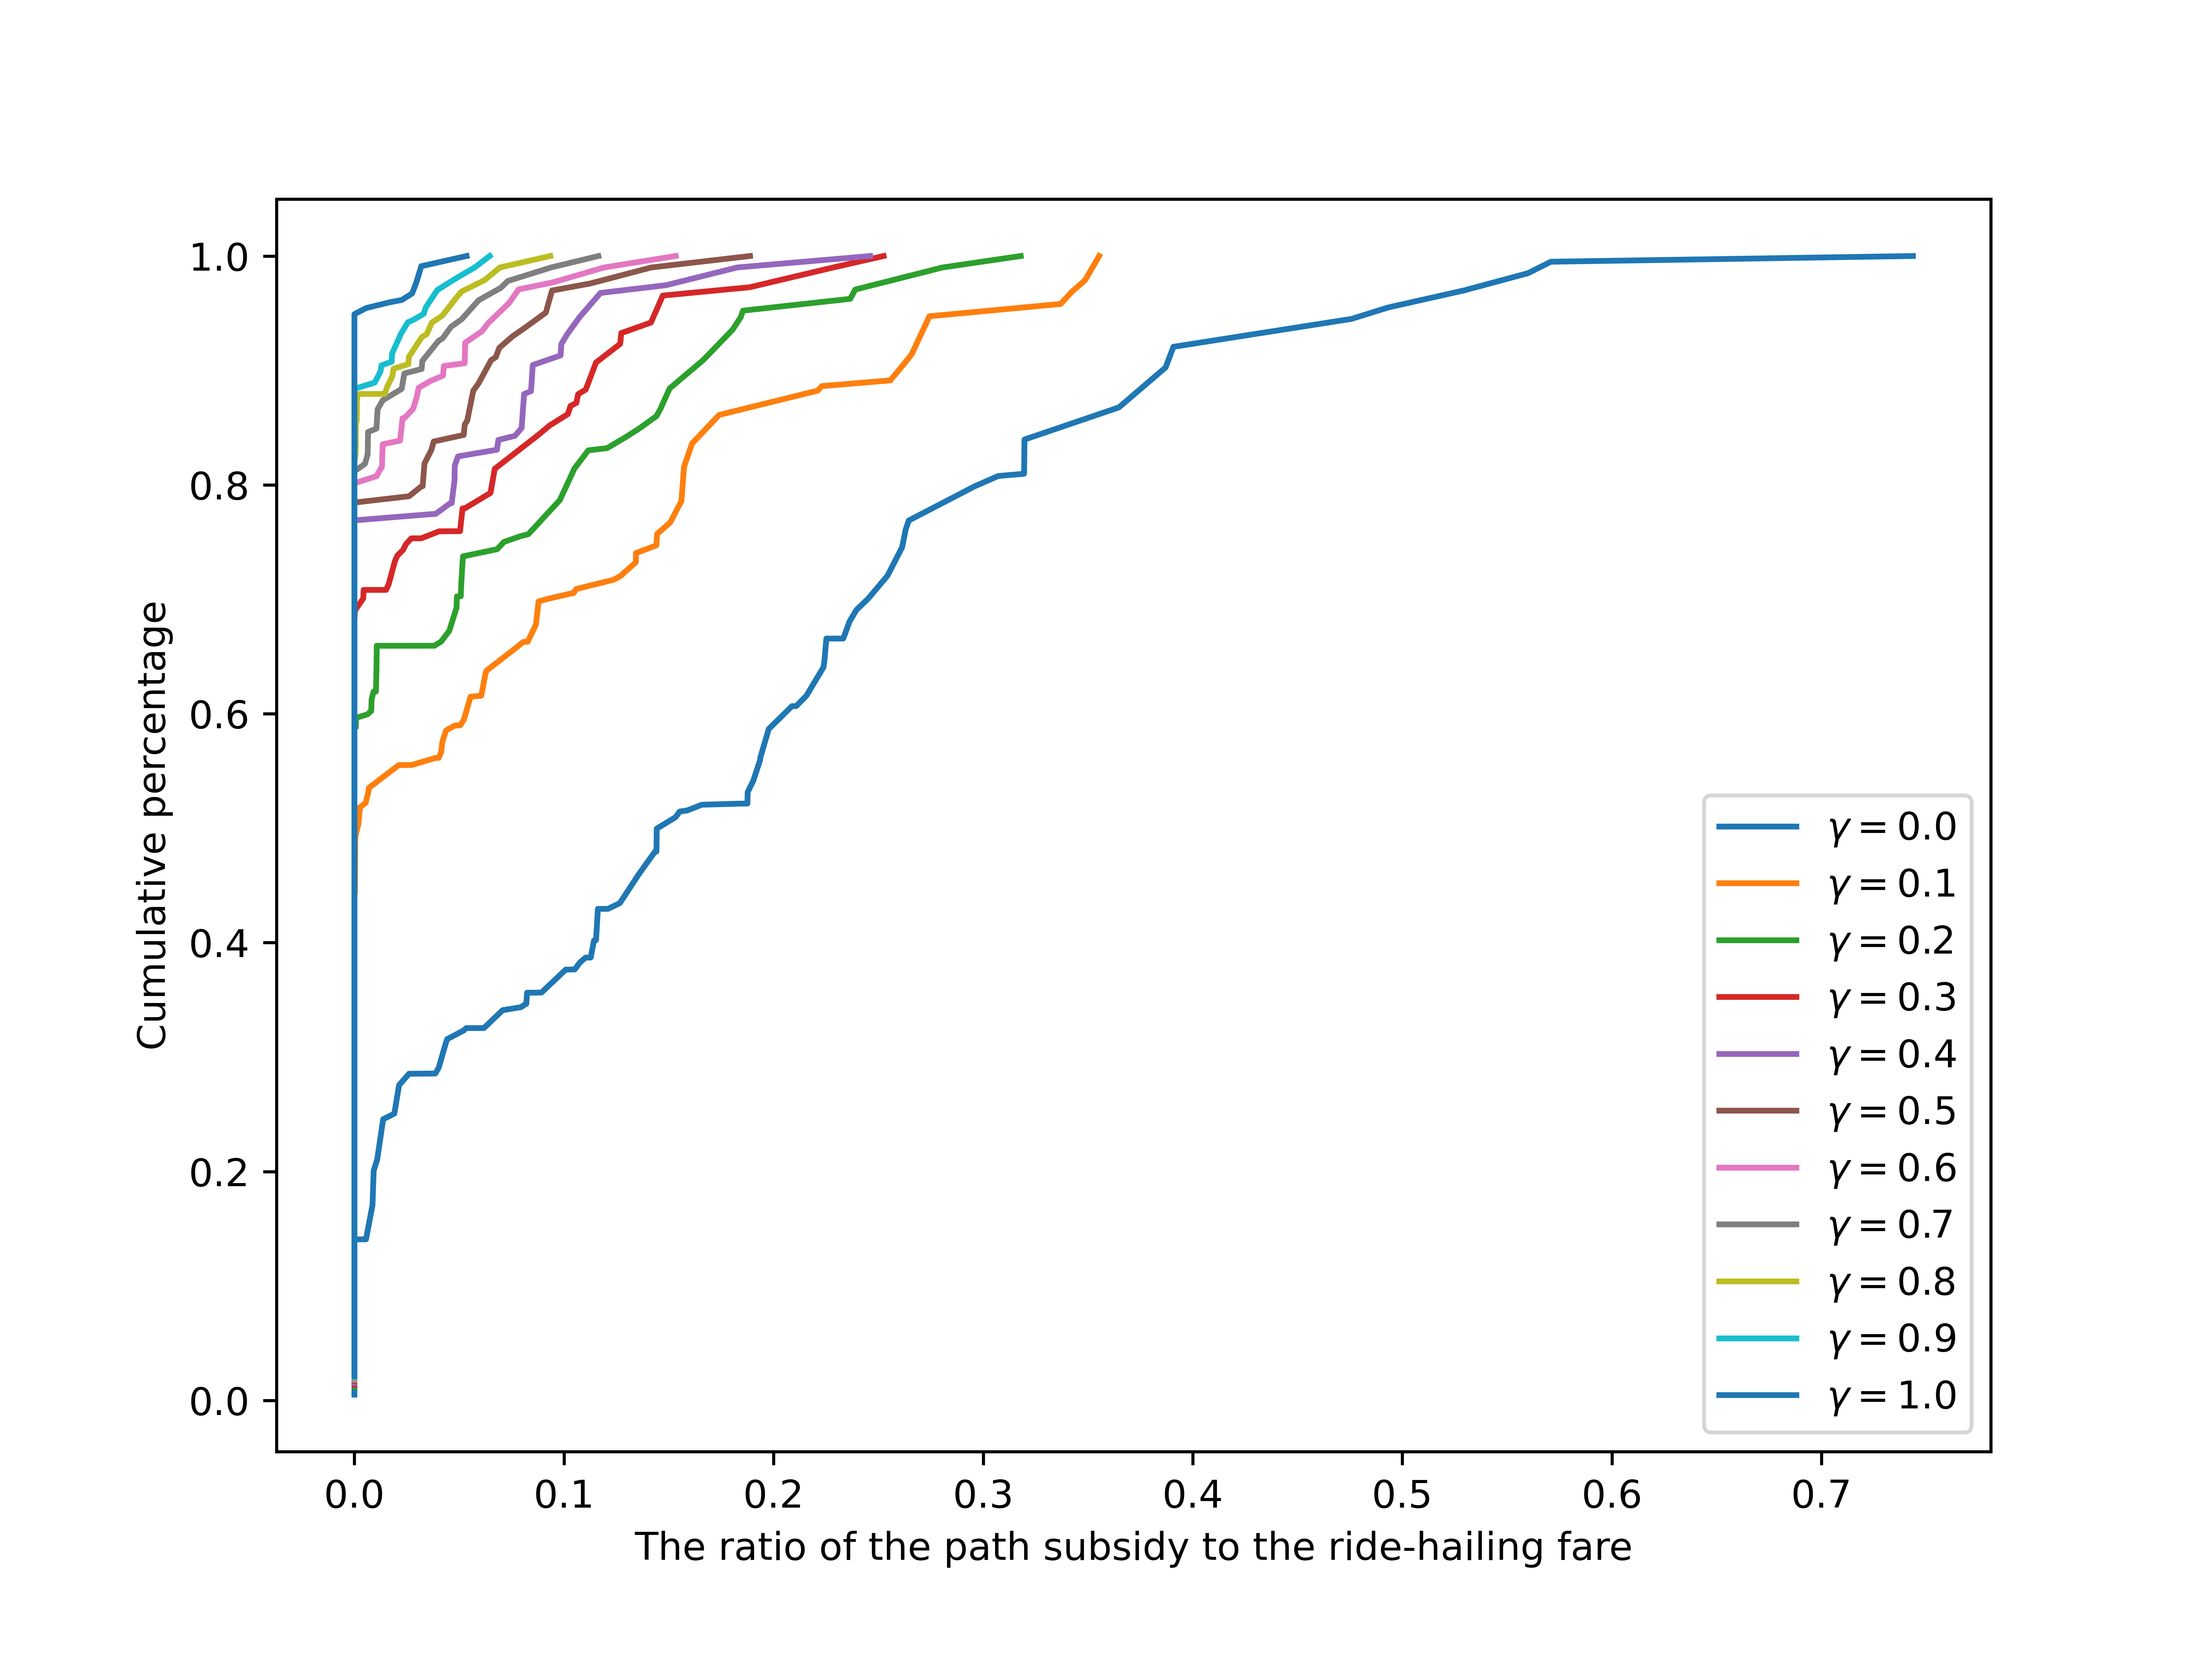 1.0
0.8
0.6
0.4
0.2
0.0
Cumulative percentage
γ = 0.0
γ = 0.1
γ = 0.2
γ = 0.3
γ = 0.4
γ = 0.5
γ = 0.6
γ = 0.7
γ = 0.8
γ = 0.9
γ = 1.0
0.0 0.1 0.2 0.3 0.4 0.5 0.6 0.7
The ratio of the path subsidy to the ride-hailing fare